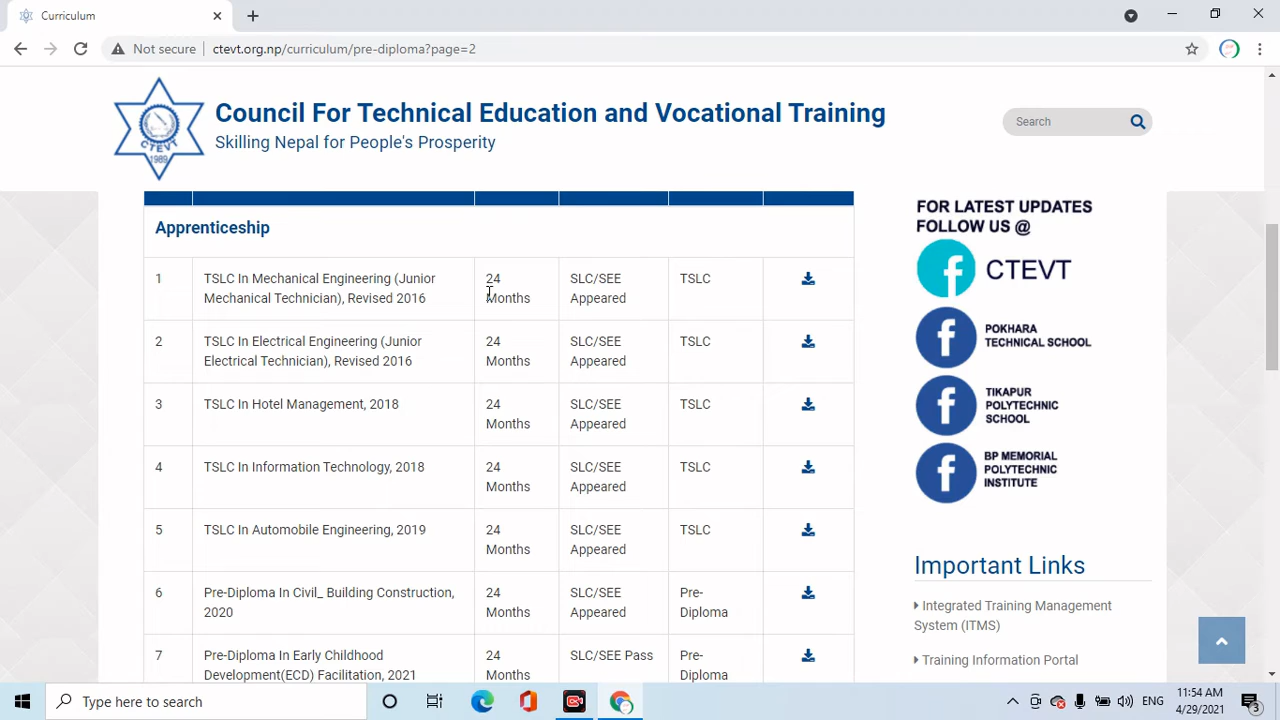 Curriculum
Not secure
ctevt.org.np/curriculum/pre-diploma?page=2
CTEVT
1989
Council For Technical Education and Vocational Training
Skilling Nepal for People's Prosperity
Search
Apprenticeship
1
TSLC In Mechanical Engineering (Junior
Mechanical Technician), Revised 2016
24
Months
SLC/SEE
Appeared
TSLC
2
TSLC In Electrical Engineering (Junior
Electrical Technician), Revised 2016
24
Months
SLC/SEE
Appeared
TSLC
3
TSLC In Hotel Management, 2018
24
Months
SLC/SEE
Appeared
TSLC
4
TSLC In Information Technology, 2018
24
Months
SLC/SEE
Appeared
TSLC
5
TSLC In Automobile Engineering, 2019
24
Months
SLC/SEE
Appeared
TSLC
6
Pre-Diploma In Civil_ Building Construction,
2020
24
Months
SLC/SEE
Appeared
Pre-
Diploma
7
Pre-Diploma In Early Childhood
Development(ECD) Facilitation, 2021
24
Months
SLC/SEE Pass
Pre-
Diploma
FOR LATEST UPDATES
FOLLOW US @
CTEVT
POKHARA
TECHNICAL SCHOOL
TIKAPUR
POLYTECHNIC
SCHOOL
BP MEMORIAL
POLYTECHNIC
INSTITUTE
Important Links
Integrated Training Management
System (ITMS)
Training Information Portal
Type here to search
ENG
11:54 AM
4/29/2021
3